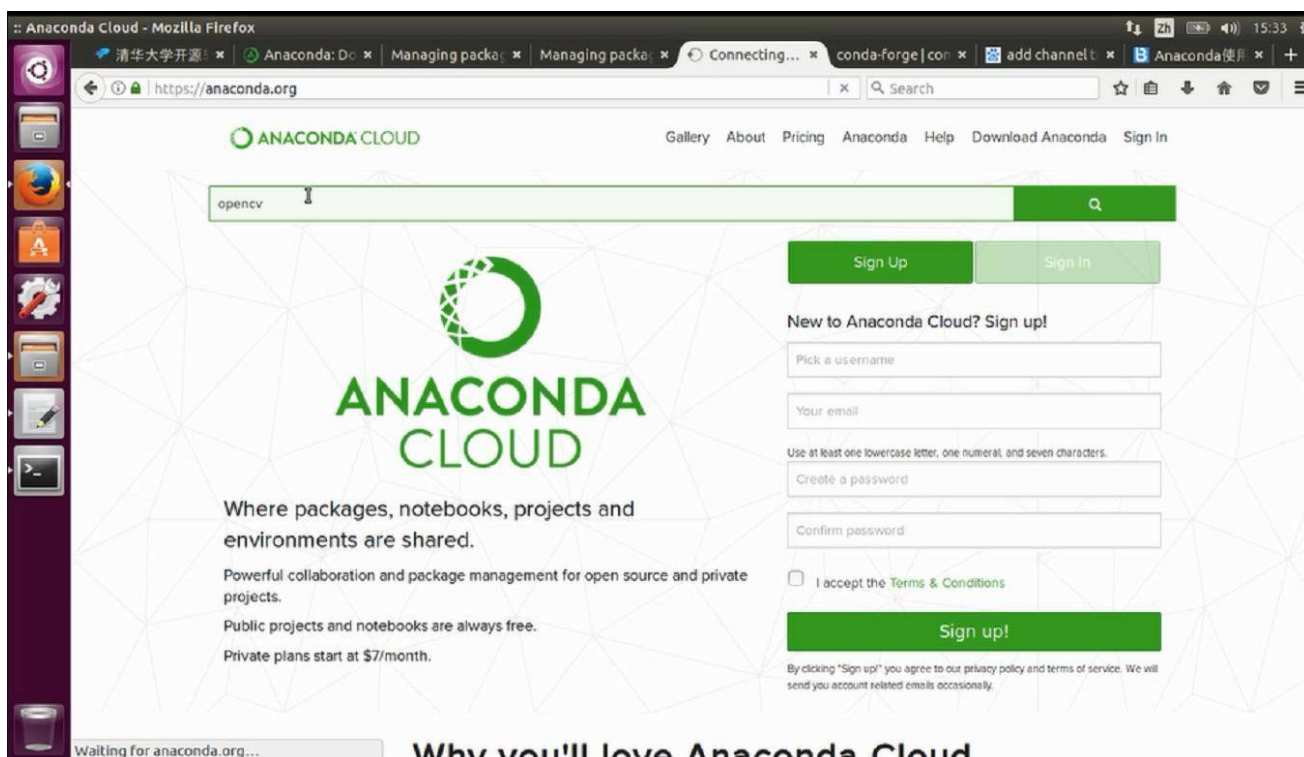 :: Anaconda Cloud - Mozilla Firefox
Zh
15:33
清华大学开源
Anaconda: Do
Managing packag
Managing packag
Connecting...
conda-forge | con
add channel t
Anaconda使用
https://anaconda.org
Search
ANACONDA CLOUD
Gallery About Pricing Anaconda Help Download Anaconda Sign In
opencv
Sign Up
Sign In
ANACONDA
CLOUD
New to Anaconda Cloud? Sign up!
Pick a username
Your email
Use at least one lowercase letter, one numeral, and seven characters.
Create a password
Confirm password
Where packages, notebooks, projects and
environments are shared.
Powerful collaboration and package management for open source and private
projects.
Public projects and notebooks are always free.
Private plans start at $7/month.
I accept the Terms & Conditions
Sign up!
By clicking "Sign up!" you agree to our privacy policy and terms of service. We will
send you account related emails occasionally.
Waiting for anaconda.org...
Why you'll love Anaconda Cloud